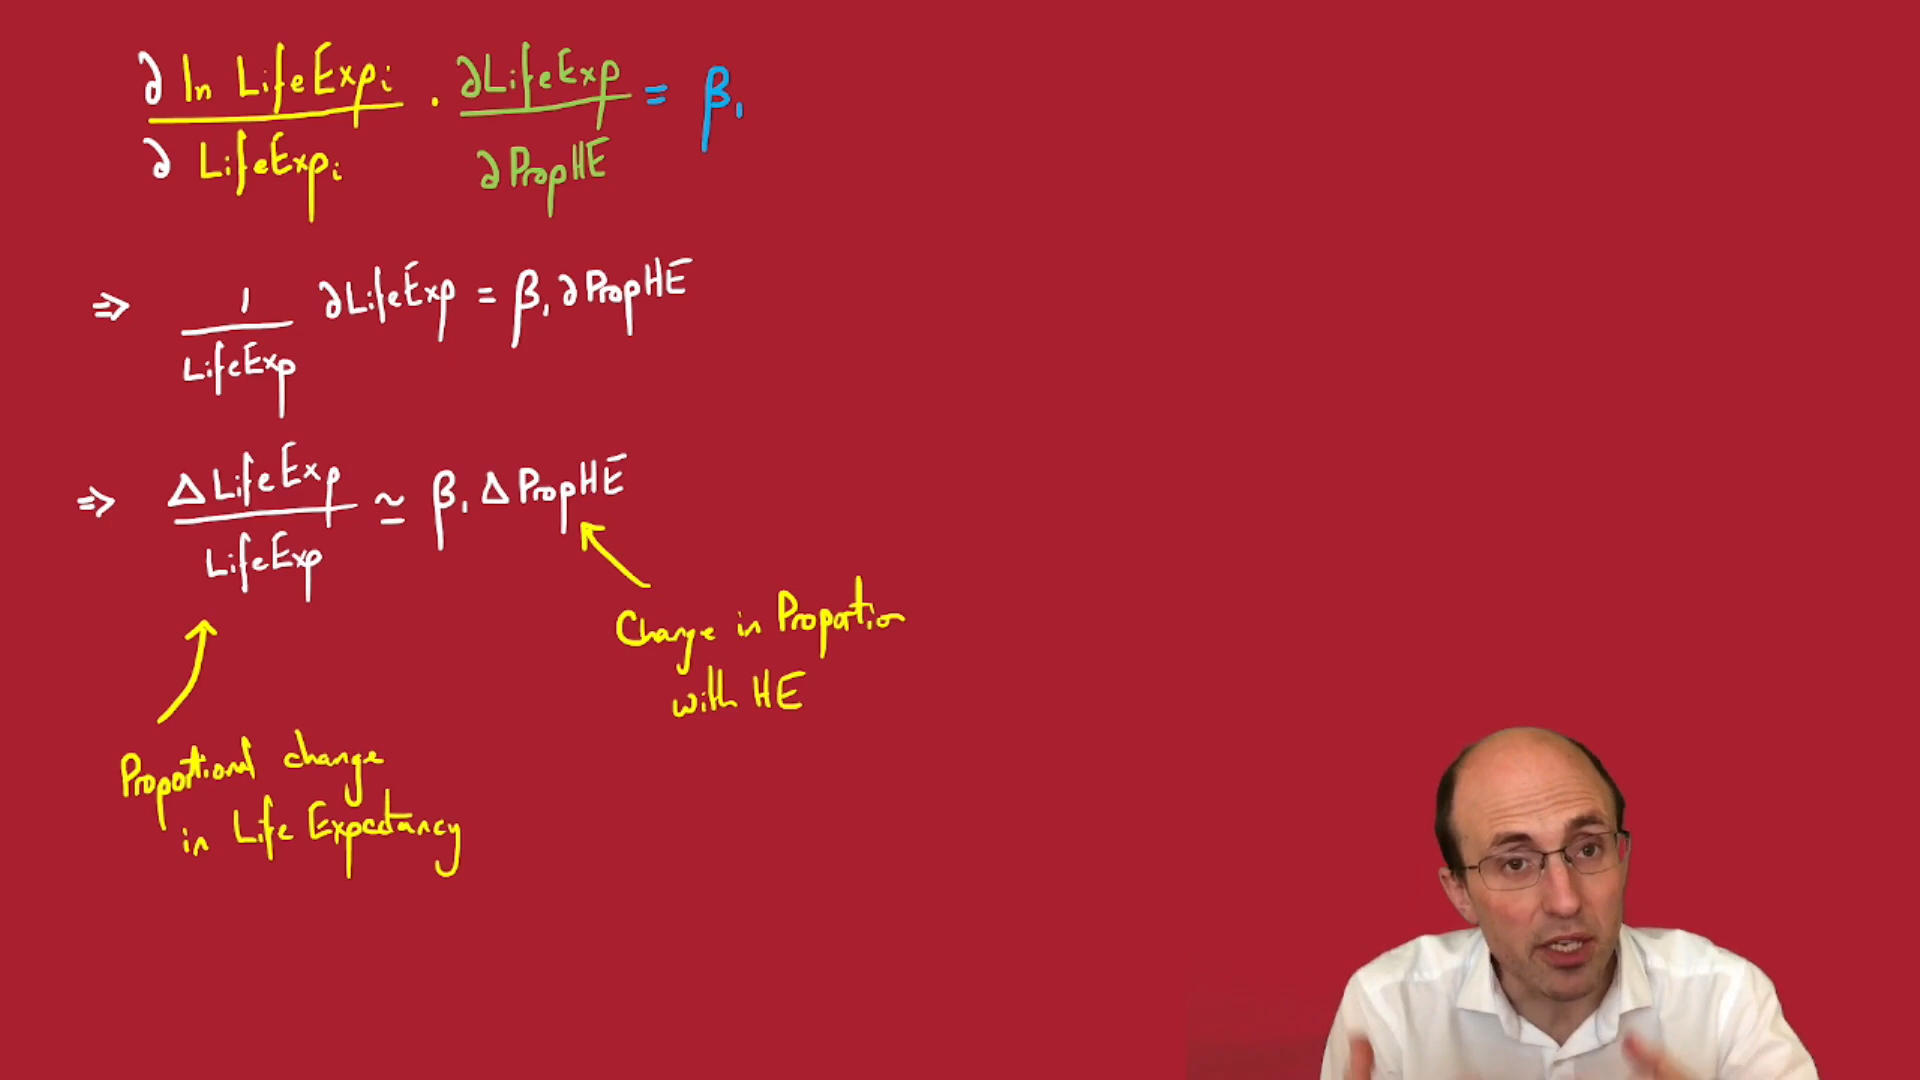 ∂ ln LifeExpᵢ / ∂ LifeExpᵢ · ∂LifeExp / ∂PropHE = β₁
⇒ 1 / LifeExp ∂LifeExp = β₁ ∂PropHE
⇒ ΔLifeExp / LifeExp ≃ β₁ ΔPropHE
Change in Proportion
with HE
Proportional change
in Life Expectancy